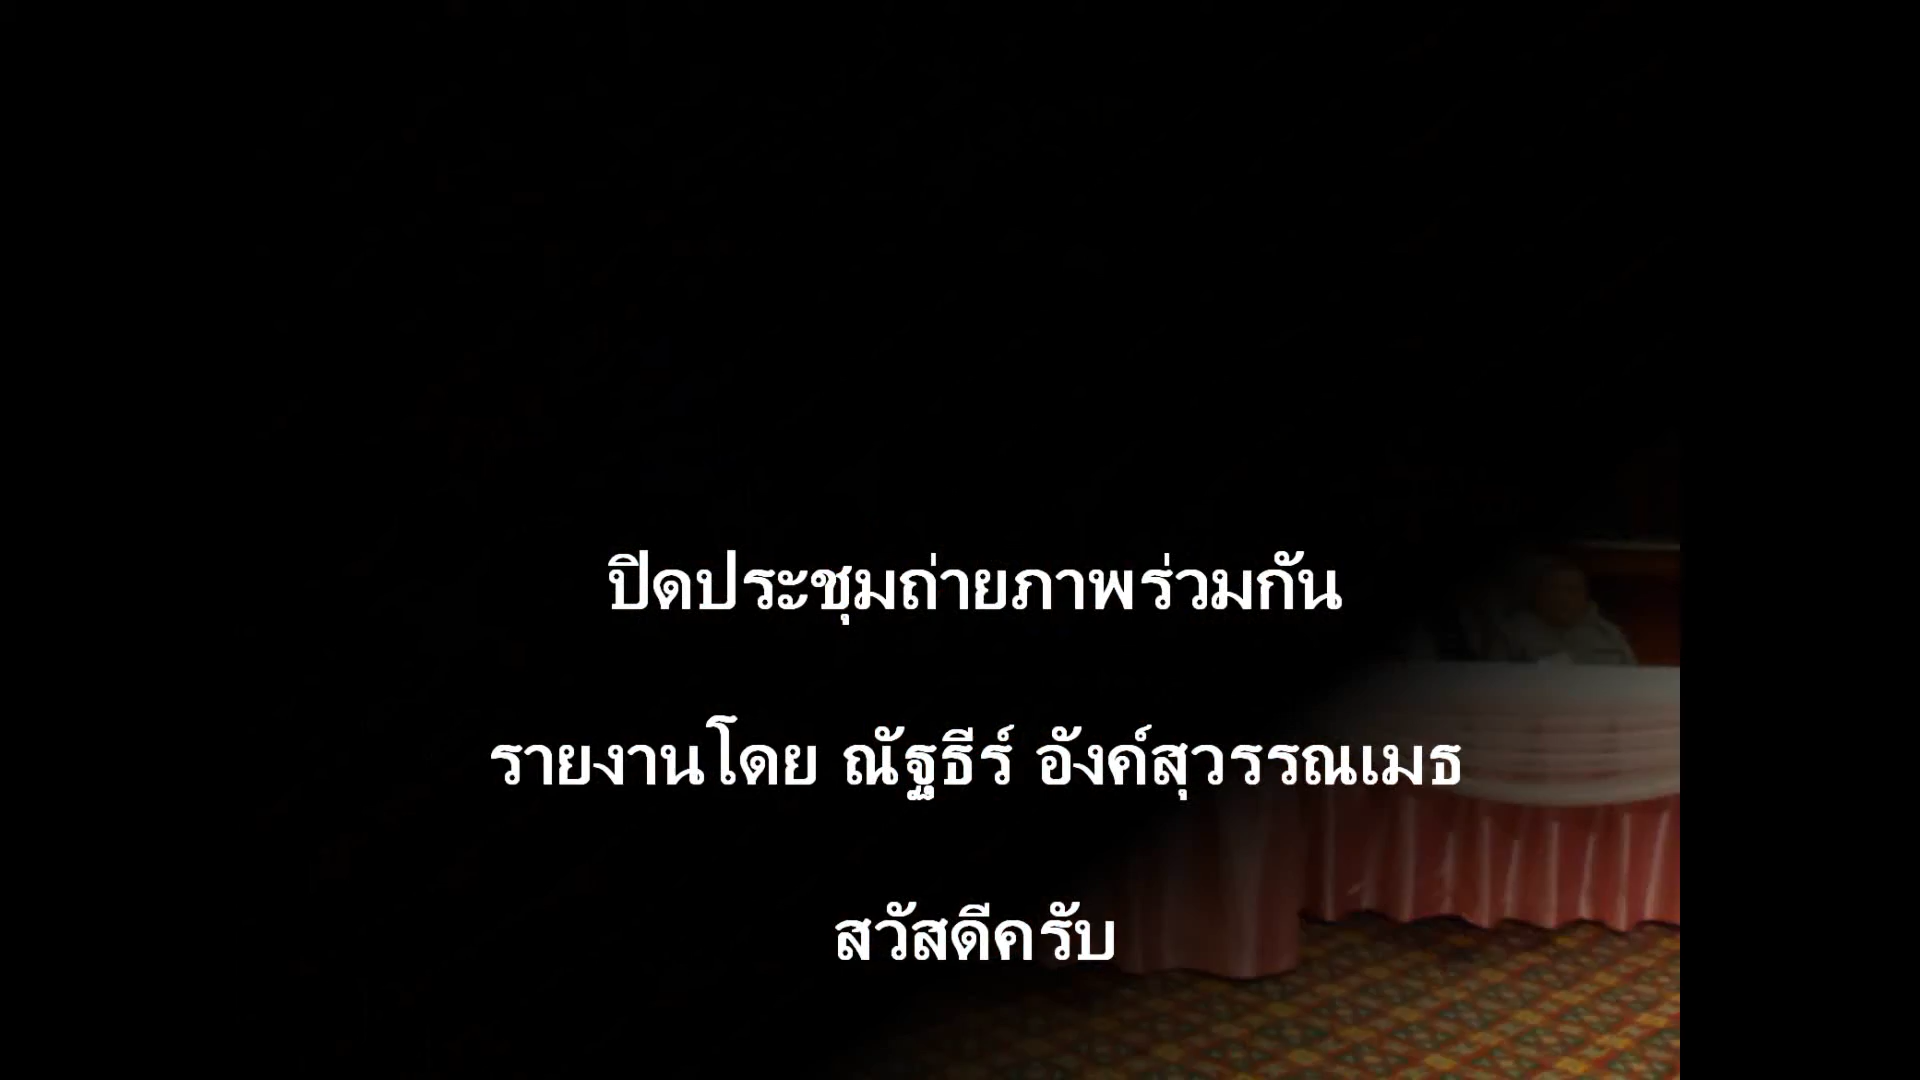 ปิดประชุมถ่ายภาพร่วมกัน
รายงานโดย ณัฐธีร์ อังค์สุวรรณเมธ
สวัสดีครับ